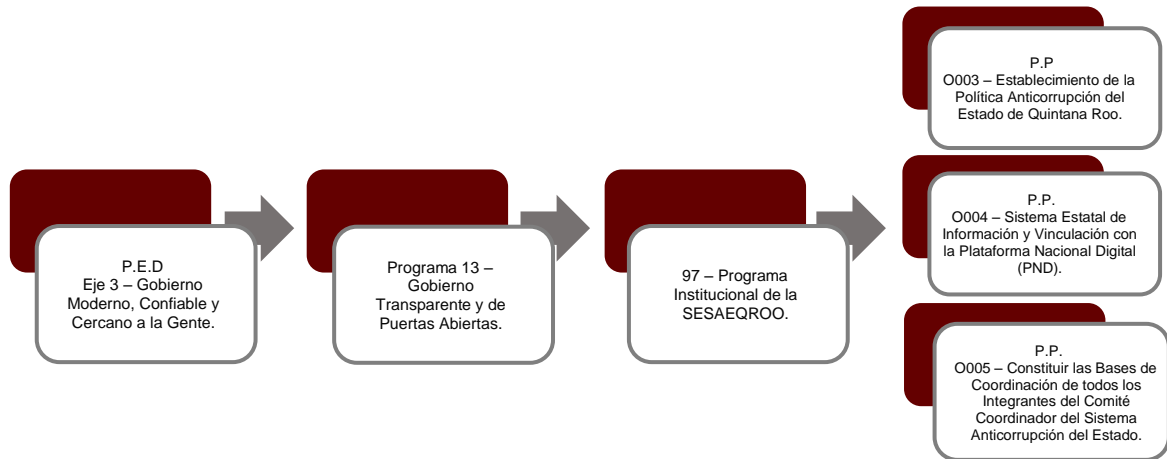 P.E.D
Eje 3 – Gobierno
Moderno, Confiable y
Cercano a la Gente.
Programa 13 –
Gobierno
Transparente y de
Puertas Abiertas.
97 – Programa
Institucional de la
SESAEQROO.
P.P
O003 – Establecimiento de la
Política Anticorrupción del
Estado de Quintana Roo.
P.P.
O004 – Sistema Estatal de
Información y Vinculación con
la Plataforma Nacional Digital
(PND).
P.P.
O005 – Constituir las Bases de
Coordinación de todos los
Integrantes del Comité
Coordinador del Sistema
Anticorrupción del Estado.